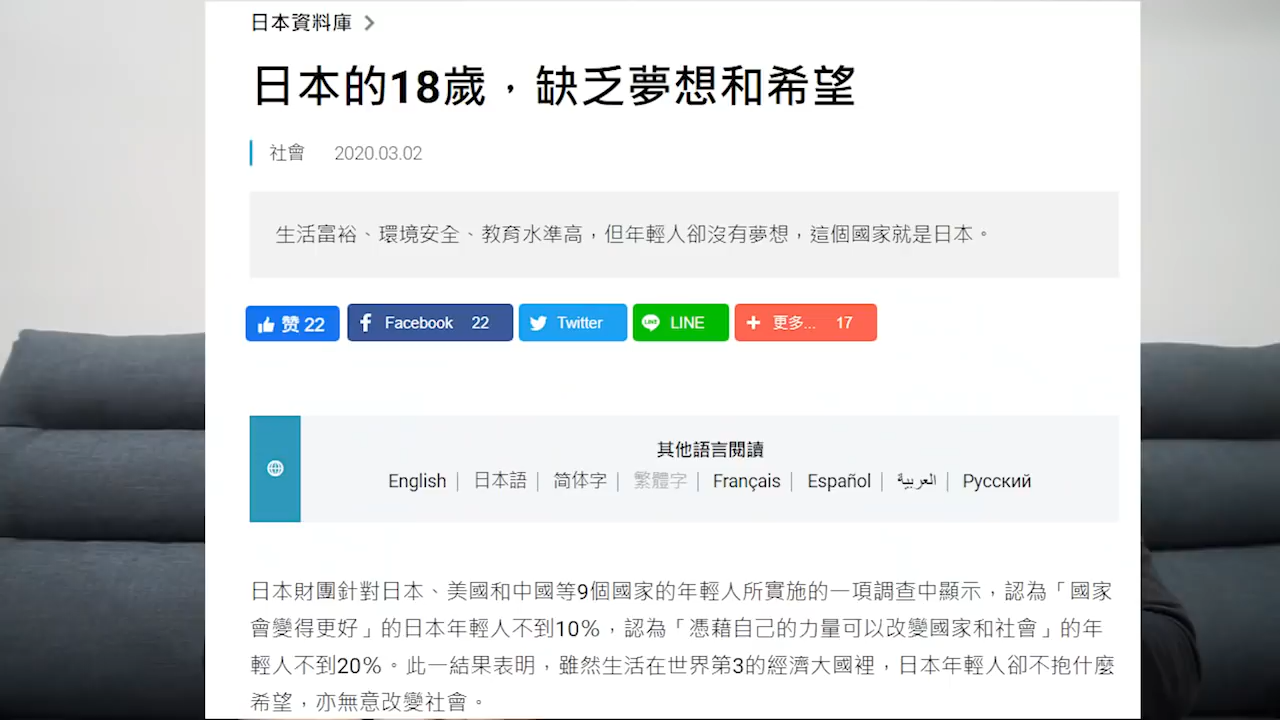 日本資料庫
日本的18歲，缺乏夢想和希望
社會 2020.03.02
生活富裕、環境安全、教育水準高，但年輕人卻沒有夢想，這個國家就是日本。
赞 22 Facebook 22 Twitter LINE LINE 更多... 17
其他語言閱讀
English | 日本語 | 简体字 | 繁體字 | Français | Español | العربية | Русский
日本財團針對日本、美國和中國等9個國家的年輕人所實施的一項調查中顯示，認為「國家
會變得更好」的日本年輕人不到10%，認為「憑藉自己的力量可以改變國家和社會」的年
輕人不到20%。此一結果表明，雖然生活在世界第3的經濟大國裡，日本年輕人卻不抱什麼
希望，亦無意改變社會。